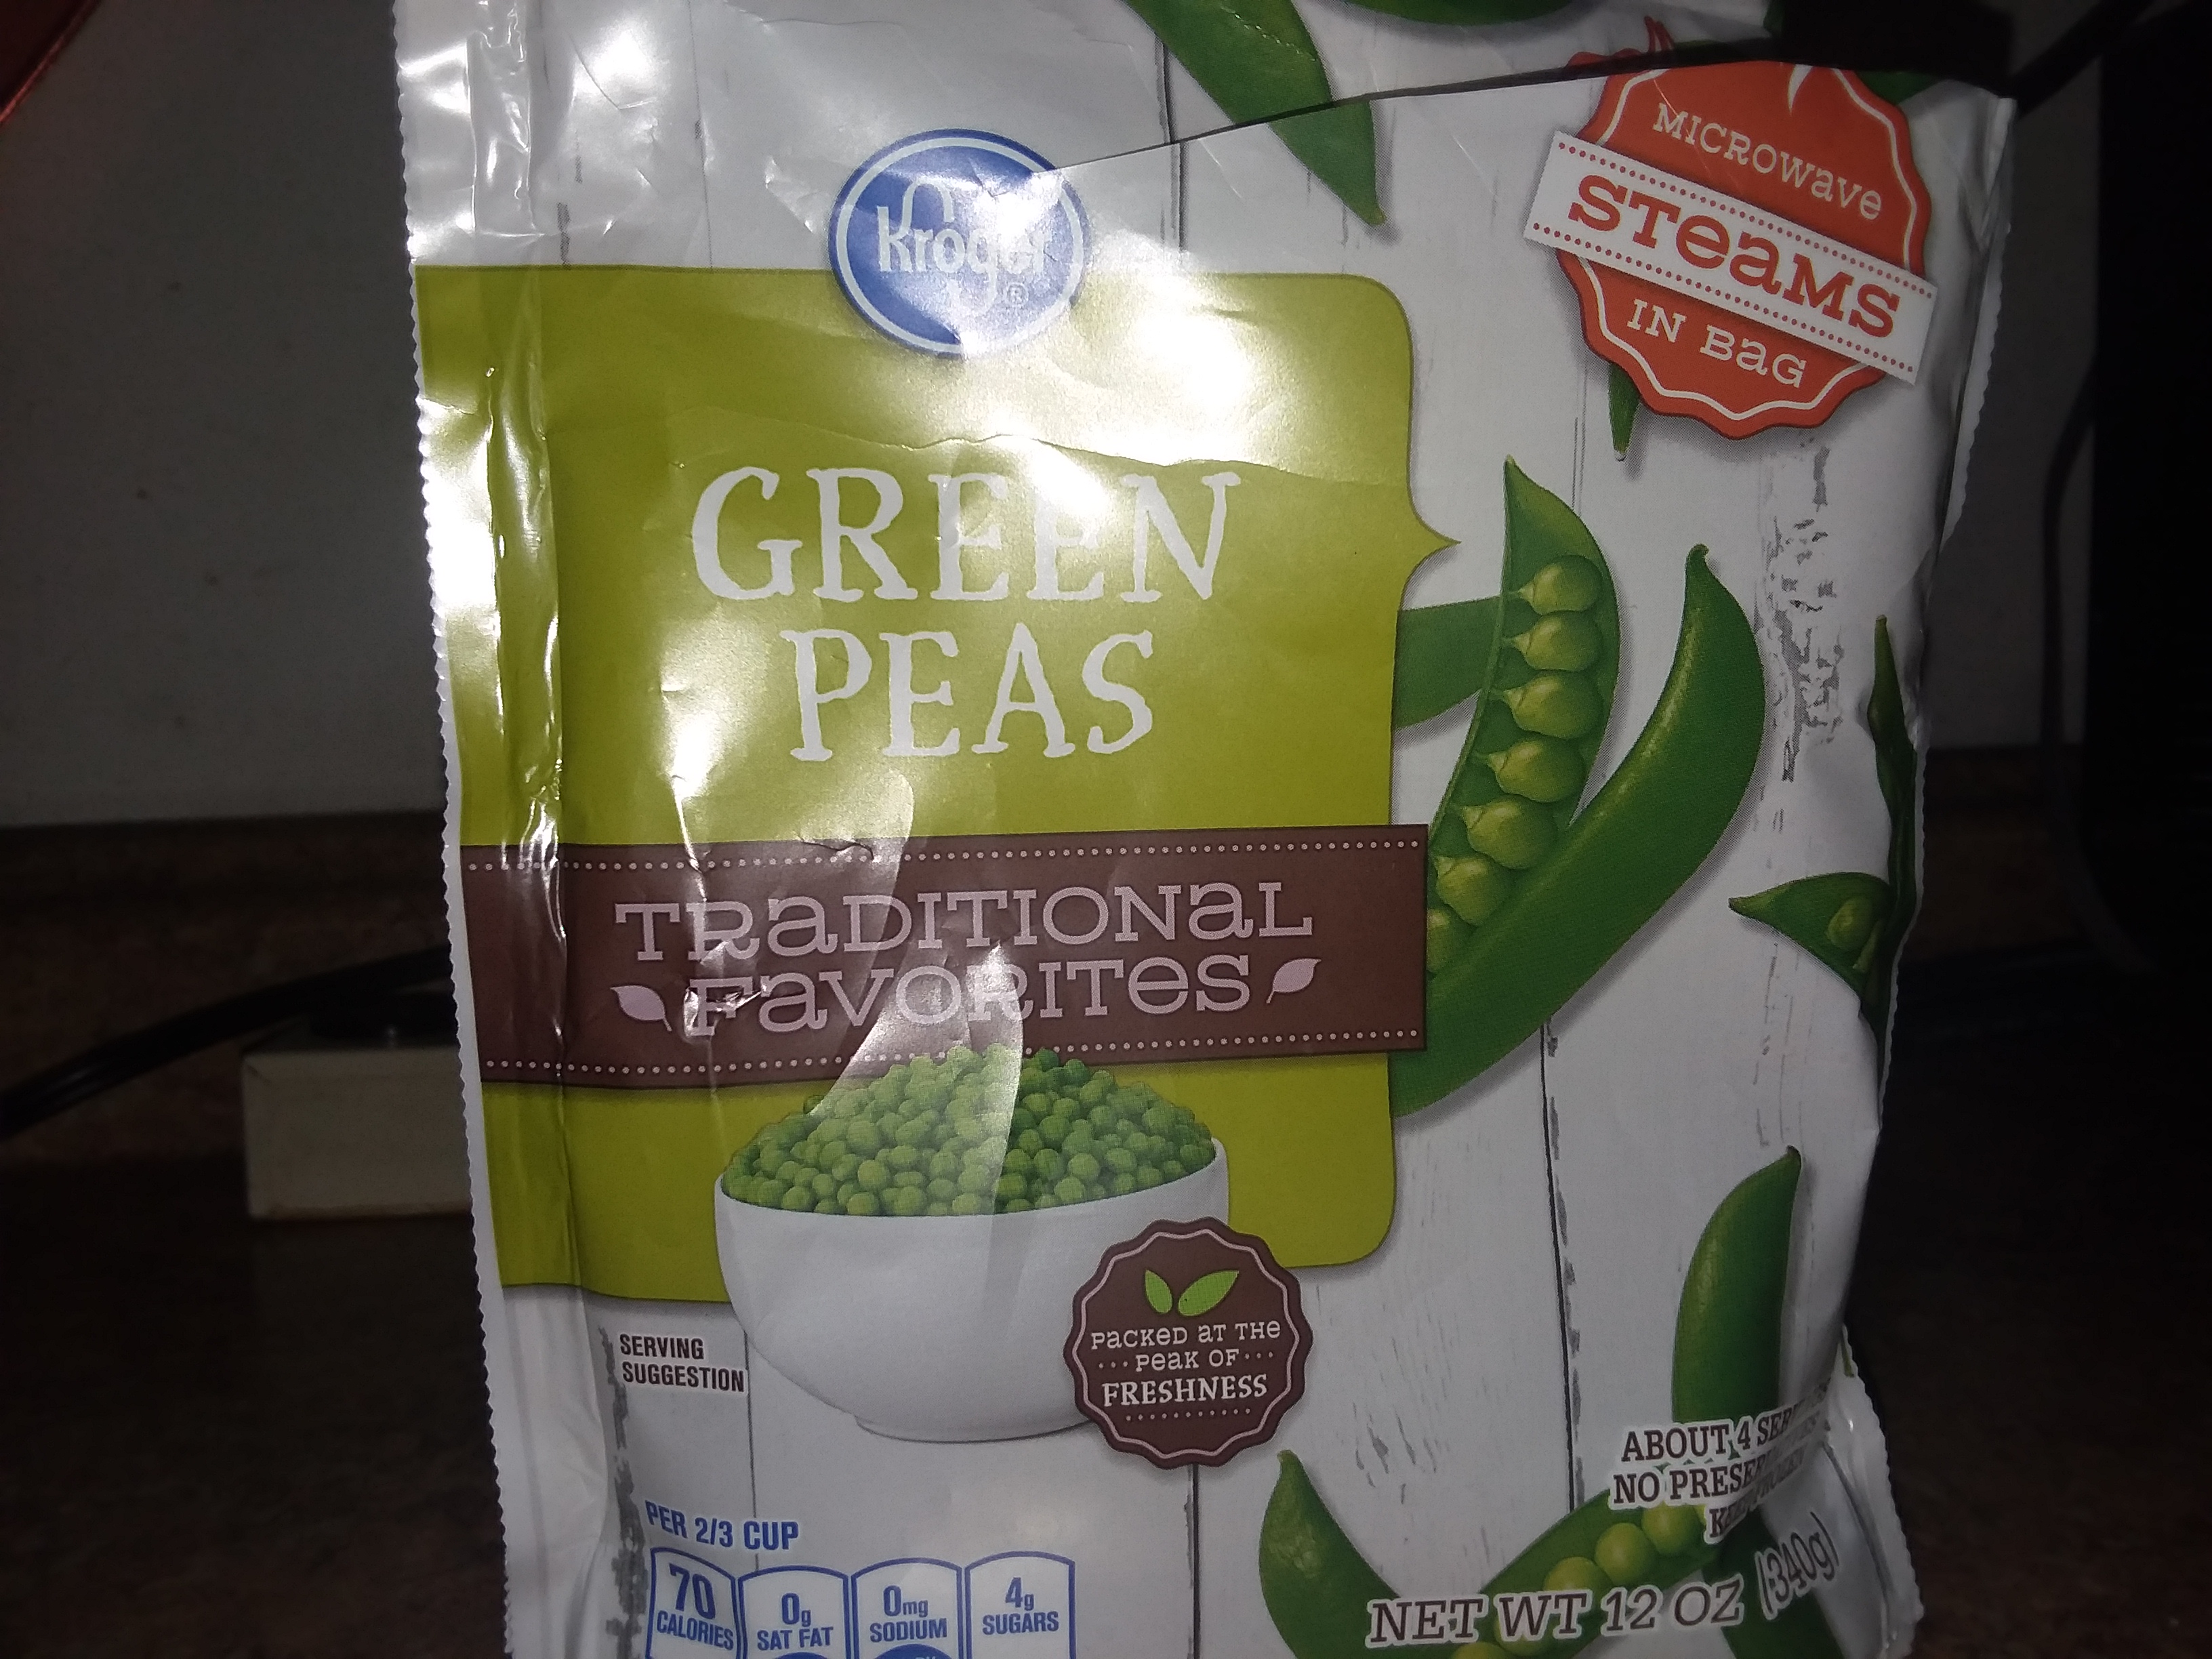 Kroger®
MICROWAVE
STEAMS
IN BAG
GREEN
PEAS
TRADITIONAL
FAVORITES
PACKED AT THE
PEAK OF
FRESHNESS
SERVING
SUGGESTION
ABOUT 4
NO
PER 2/3 CUP
70
CALORIES
0g
SAT FAT
0mg
SODIUM
4g
SUGARS
NET WT 12 OZ (340g)